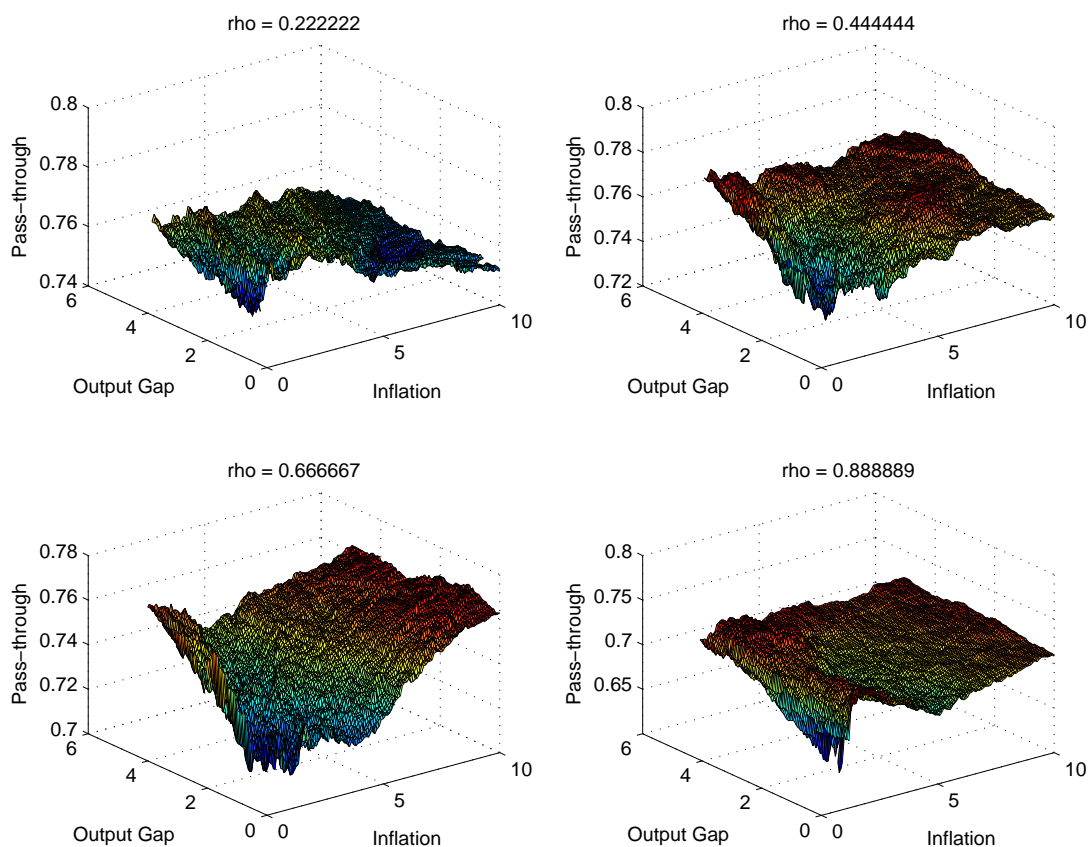 rho = 0.222222
0.8
0.78
0.76
0.74
Pass-through
6
4
2
0
Output Gap
0
5
10
Inflation
rho = 0.444444
0.8
0.78
0.76
0.74
0.72
Pass-through
6
4
2
0
Output Gap
0
5
10
Inflation
rho = 0.666667
0.78
0.76
0.74
0.72
0.7
Pass-through
6
4
2
0
Output Gap
0
5
10
Inflation
rho = 0.888889
0.8
0.75
0.7
0.65
Pass-through
6
4
2
0
Output Gap
0
5
10
Inflation